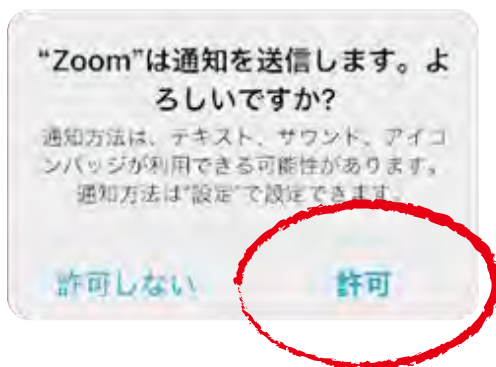 “Zoom”は通知を送信します。よ
ろしいですか?
通知方法は、テキスト、サウンド、アイコ
ンバッジが利用できる可能性があります。
通知方法は“設定”で設定できます。
許可しない
許可